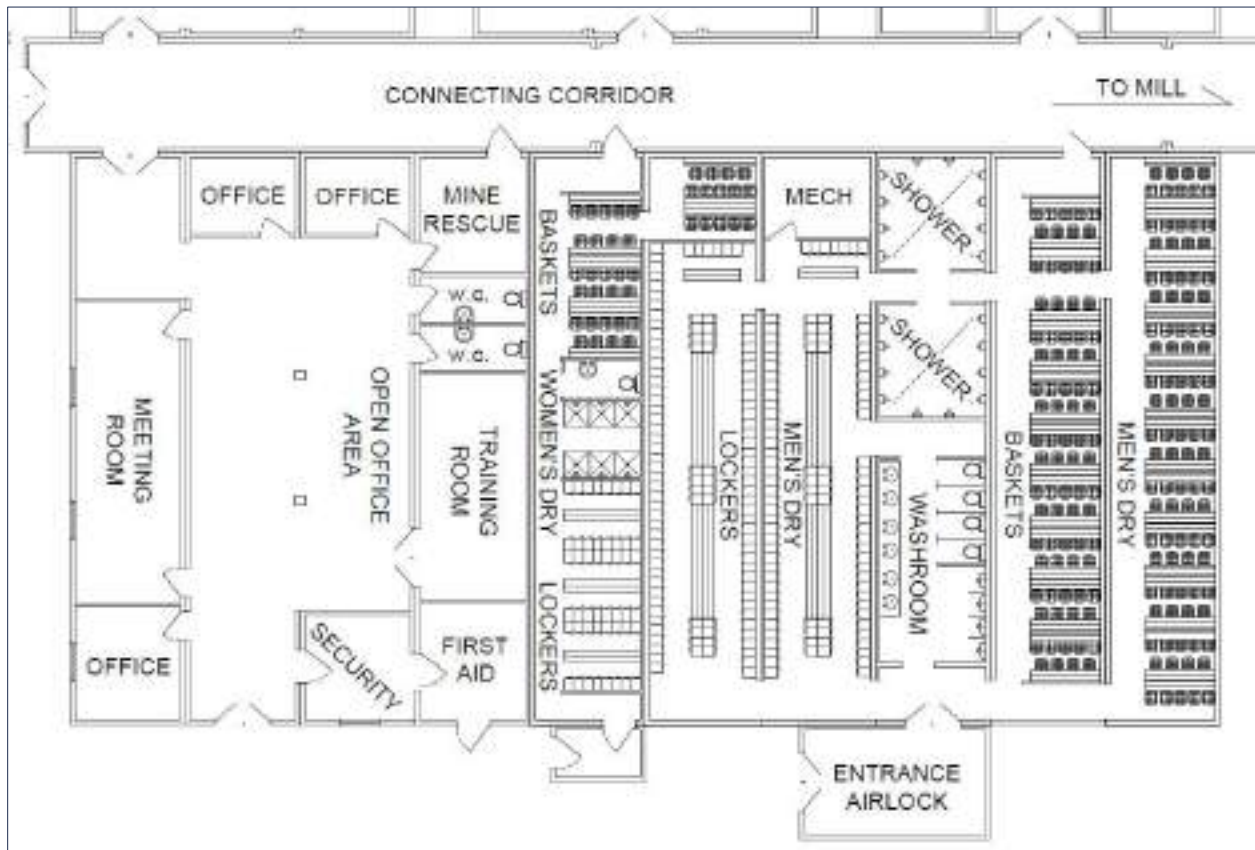 CONNECTING CORRIDOR
TO MILL
OFFICE
OFFICE
MINE
RESCUE
MECH
SHOWER
BASKETS
w.c.
w.c.
SHOWER
MEETING
ROOM
OPEN OFFICE
AREA
TRAINING
ROOM
WOMEN'S DRY
LOCKERS
LOCKERS
MEN'S DRY
WASHROOM
BASKETS
MEN'S DRY
OFFICE
SECURITY
FIRST
AID
ENTRANCE
AIRLOCK